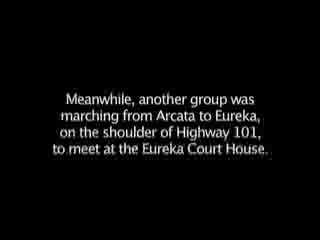 Meanwhile, another group was
marching from Arcata to Eureka,
on the shoulder of Highway 101,
to meet at the Eureka Court House.